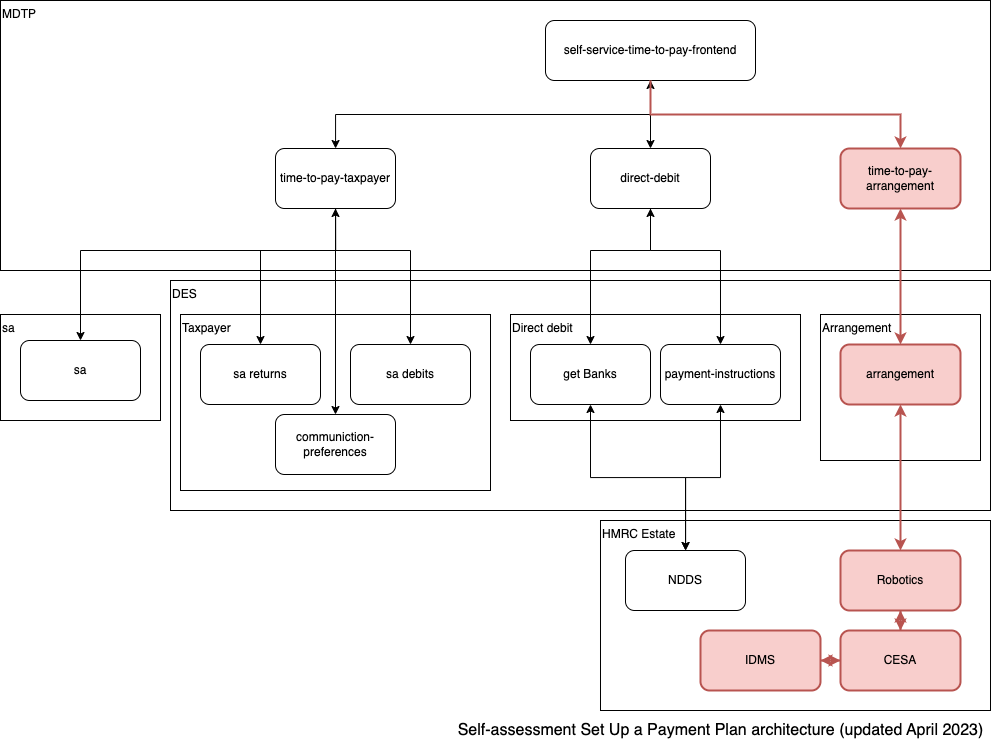 MDTP
self-service-time-to-pay-frontend
time-to-pay-taxpayer
direct-debit
time-to-pay-
arrangement
DES
sa
Taxpayer
Direct debit
Arrangement
sa
sa returns
sa debits
get Banks
payment-instructions
arrangement
communiction-
preferences
HMRC Estate
NDDS
Robotics
IDMS
CESA
Self-assessment Set Up a Payment Plan architecture (updated April 2023)